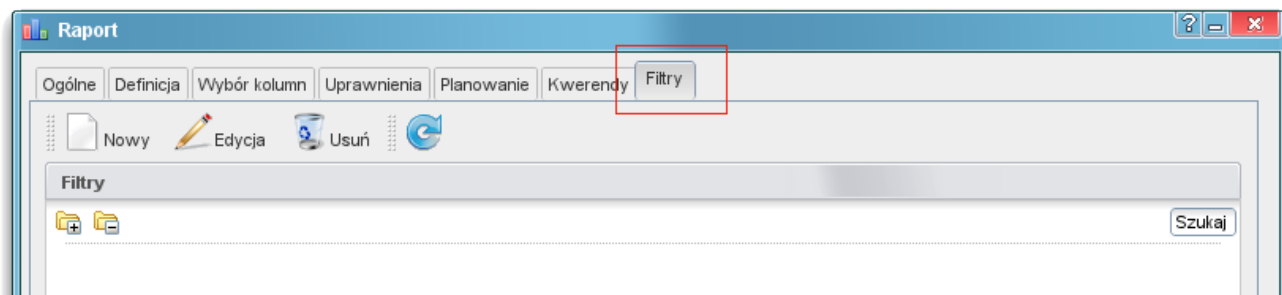 Raport
Ogólne Definicja Wybór kolumn Uprawnienia Planowanie Kwerendy Filtry
Nowy Edycja Usuń
Filtry
Szukaj